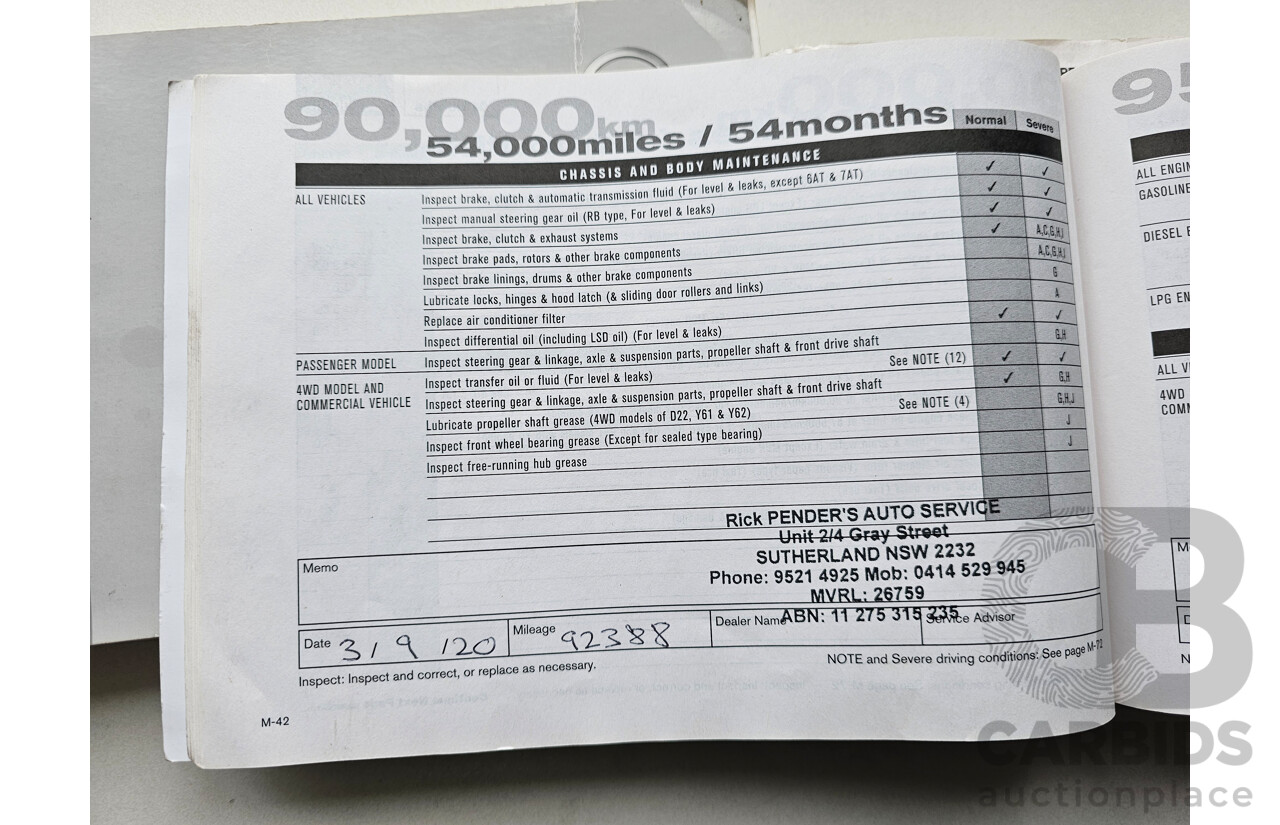 90,000km
54,000miles / 54months
Normal Severe
CHASSIS AND BODY MAINTENANCE
ALL VEHICLES Inspect brake, clutch & automatic transmission fluid (For level & leaks, except 6AT & 7AT) ✓ ✓
Inspect manual steering gear oil (RB type, For level & leaks) ✓ ✓
Inspect brake, clutch & exhaust systems ✓ ✓
Inspect brake pads, rotors & other brake components ✓ A,C,G,H,J
Inspect brake linings, drums & other brake components A,C,G,H,J
Lubricate locks, hinges & hood latch (& sliding door rollers and links) G
Replace air conditioner filter A
Inspect differential oil (including LSD oil) (For level & leaks) ✓ ✓
PASSENGER MODEL Inspect steering gear & linkage, axle & suspension parts, propeller shaft & front drive shaft G,H
4WD MODEL AND Inspect transfer oil or fluid (For level & leaks) See NOTE (12) ✓ ✓
COMMERCIAL VEHICLE Inspect steering gear & linkage, axle & suspension parts, propeller shaft & front drive shaft ✓ G,H
Lubricate propeller shaft grease (4WD models of D22, Y61 & Y62) See NOTE (4) G,H,J
Inspect front wheel bearing grease (Except for sealed type bearing) J
Inspect free-running hub grease J
Rick PENDER'S AUTO SERVICE
Unit 2/4 Gray Street
SUTHERLAND NSW 2232
Phone: 9521 4925 Mob: 0414 529 945
MVRL: 26759
ABN: 11 275 315 235
Memo
Date 3 / 9 / 20 Mileage 92388 Dealer Name Service Advisor
Inspect: Inspect and correct, or replace as necessary.
NOTE and Severe driving conditions: See page M-72
M-42
95
ALL ENGIN
GASOLINE
DIESEL E
LPG EN
ALL V
4WD
COMM
M
D
N
CARBIDS
auctionplace